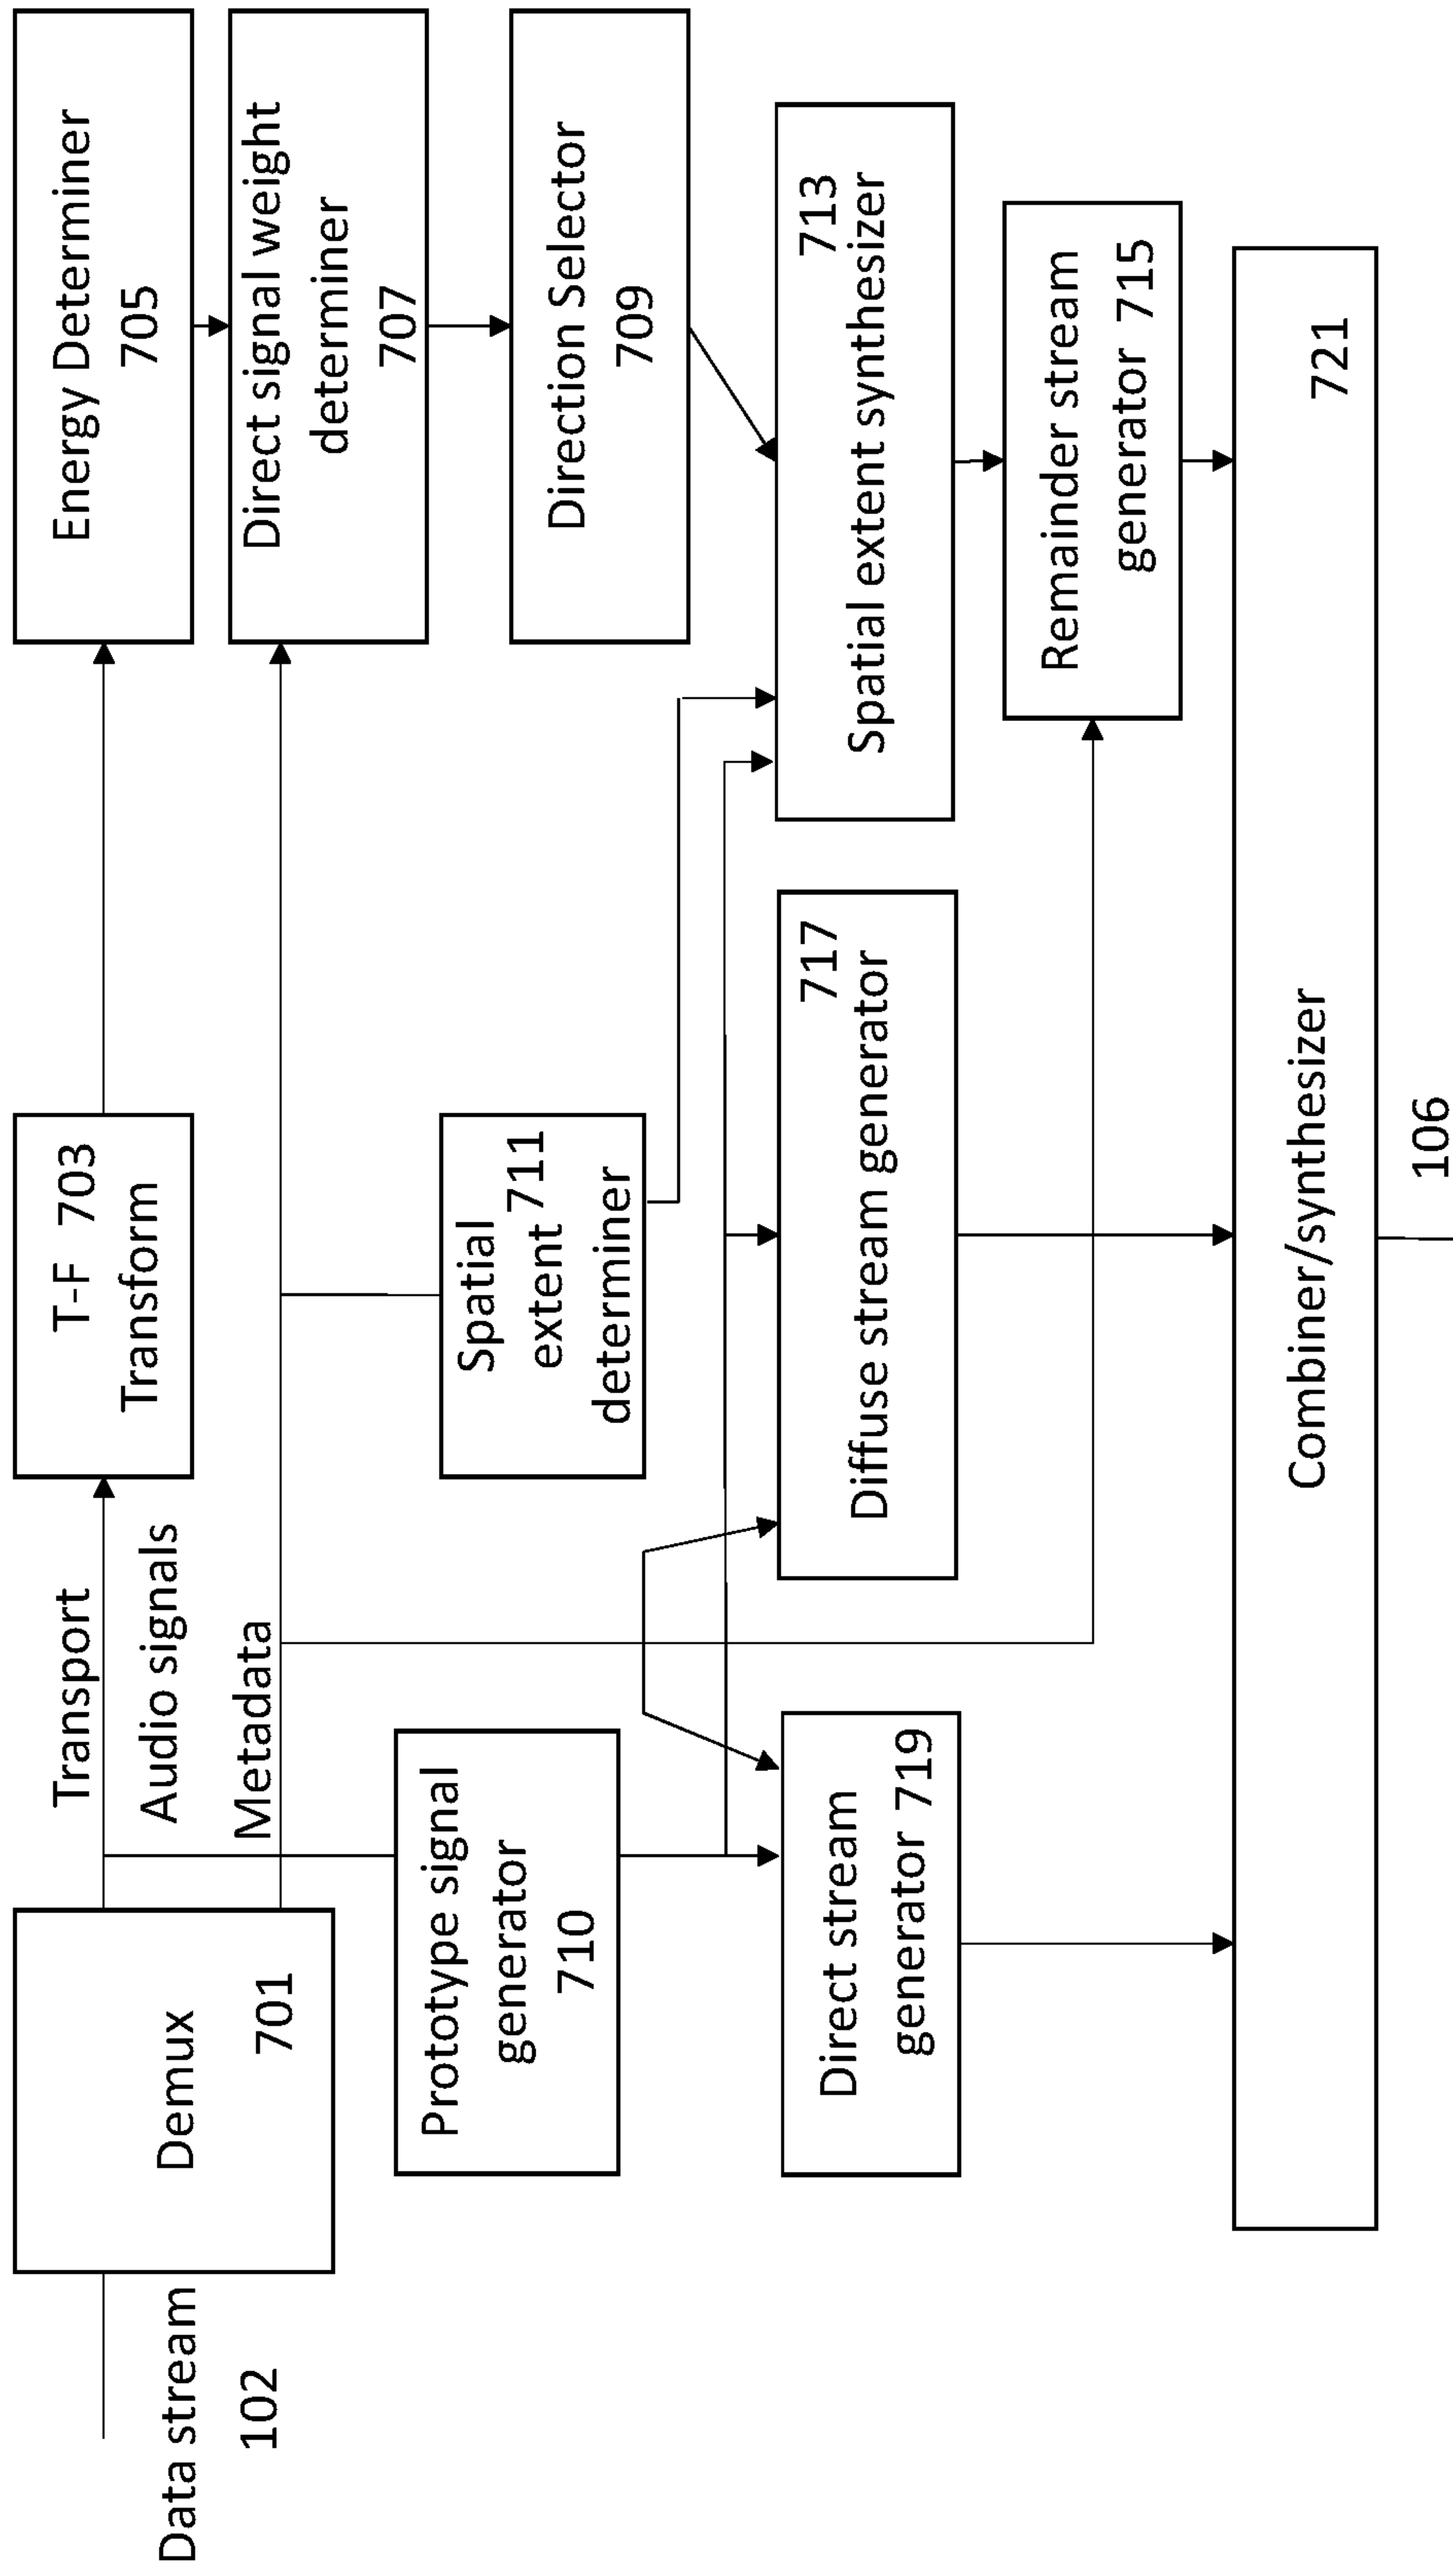 Data stream
102
Demux
701
Transport
Audio signals
Metadata
T-F 703
Transform
Energy Determiner
705
Direct signal weight
determiner
707
Direction Selector
709
Prototype signal
generator
710
Spatial
extent 711
determiner
713
Spatial extent synthesizer
717
Diffuse stream generator
Direct stream
generator 719
Remainder stream
generator 715
721
Combiner/synthesizer
106